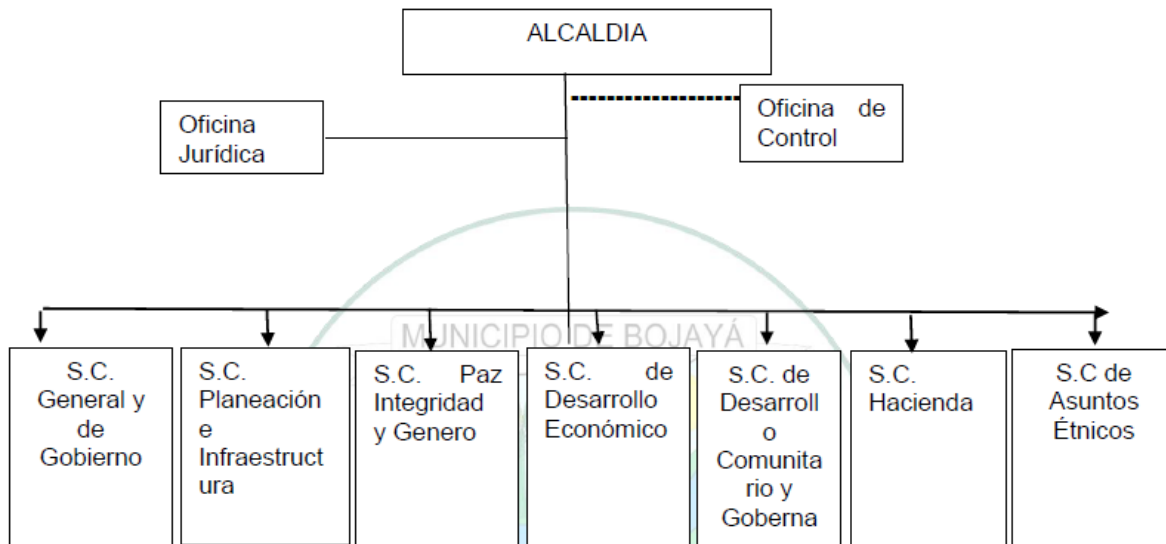 ALCALDIA
Oficina
Jurídica
Oficina de
Control
MUNICIPIO DE BOJAYÁ
S.C.
General y
de
Gobierno
S.C.
Planeación
e
Infraestruct
ura
S.C. Paz
Integridad
y Genero
S.C. de
Desarrollo
Económico
S.C. de
Desarroll
o
Comunita
rio y
Goberna
S.C.
Hacienda
S.C de
Asuntos
Étnicos